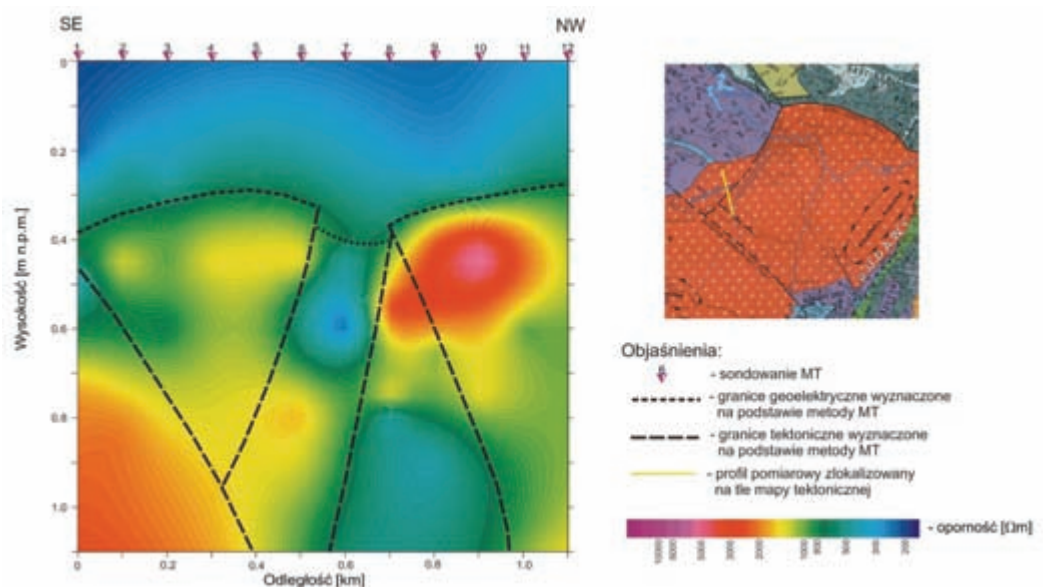 SE
NW
1 2 3 4 5 6 7 8 9 10 11 12
0
0.2
0.4
0.6
0.8
1.0
Wysokość [m n.p.m.]
0 0.2 0.4 0.6 0.8 1.0
Odległość [km]
Objaśnienia:
- sondowanie MT
- granice geoelektryczne wyznaczone
na podstawie metody MT
- granice tektoniczne wyznaczone
na podstawie metody MT
- profil pomiarowy zlokalizowany
na tle mapy tektonicznej
- oporność [Ωm]